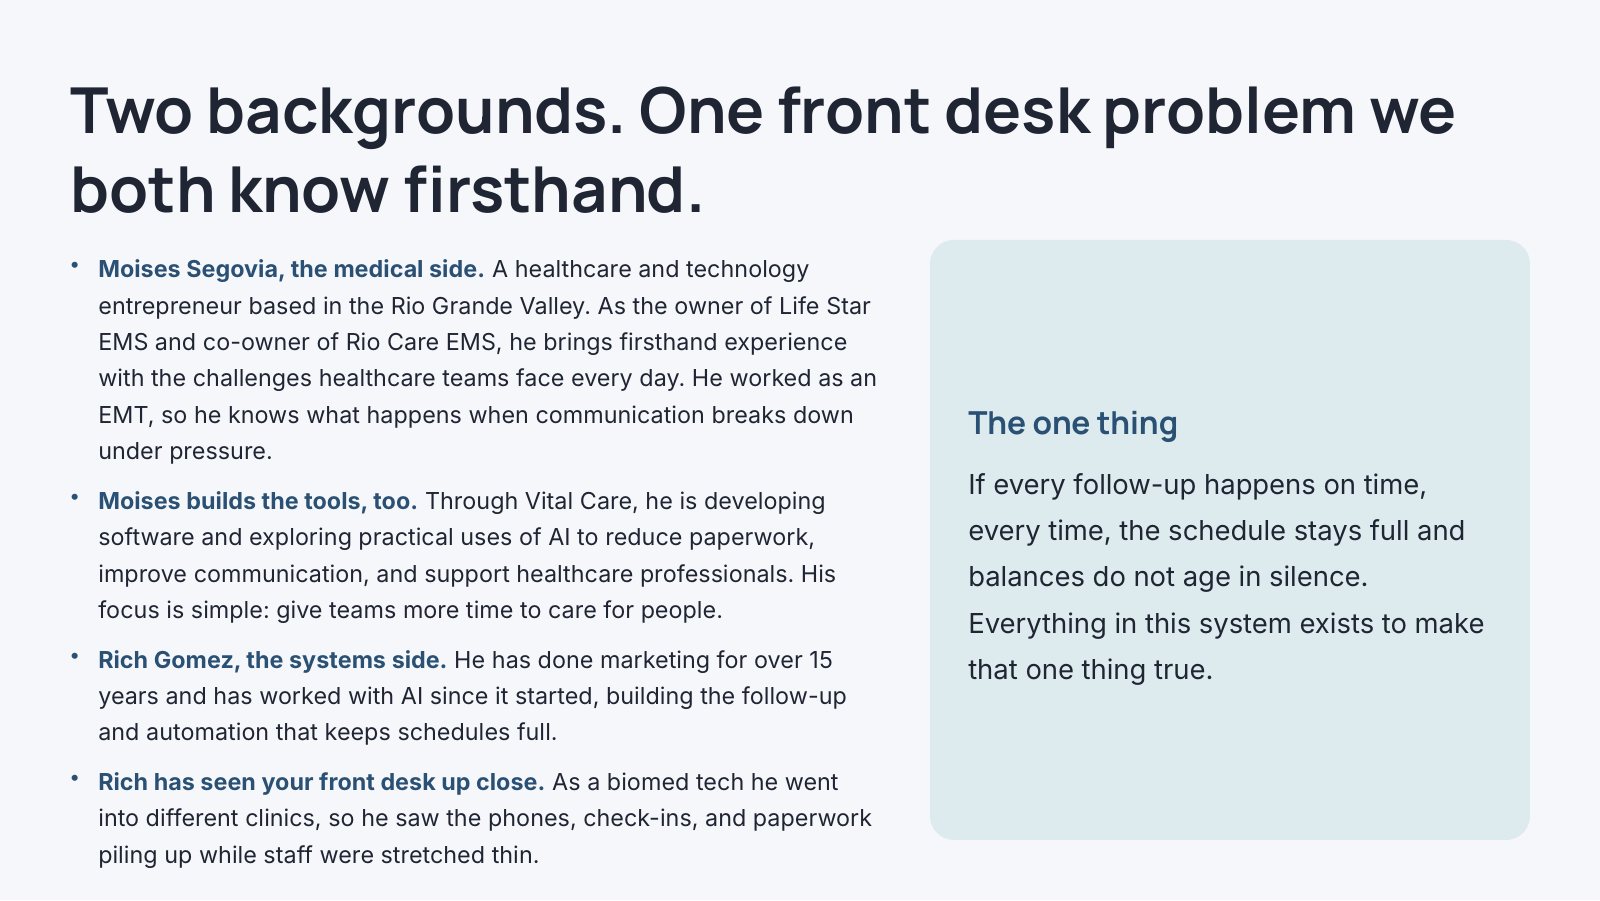 Two backgrounds. One front desk problem we
both know firsthand.
• Moises Segovia, the medical side. A healthcare and technology
entrepreneur based in the Rio Grande Valley. As the owner of Life Star
EMS and co-owner of Rio Care EMS, he brings firsthand experience
with the challenges healthcare teams face every day. He worked as an
EMT, so he knows what happens when communication breaks down
under pressure.
• Moises builds the tools, too. Through Vital Care, he is developing
software and exploring practical uses of AI to reduce paperwork,
improve communication, and support healthcare professionals. His
focus is simple: give teams more time to care for people.
• Rich Gomez, the systems side. He has done marketing for over 15
years and has worked with AI since it started, building the follow-up
and automation that keeps schedules full.
• Rich has seen your front desk up close. As a biomed tech he went
into different clinics, so he saw the phones, check-ins, and paperwork
piling up while staff were stretched thin.
The one thing
If every follow-up happens on time,
every time, the schedule stays full and
balances do not age in silence.
Everything in this system exists to make
that one thing true.